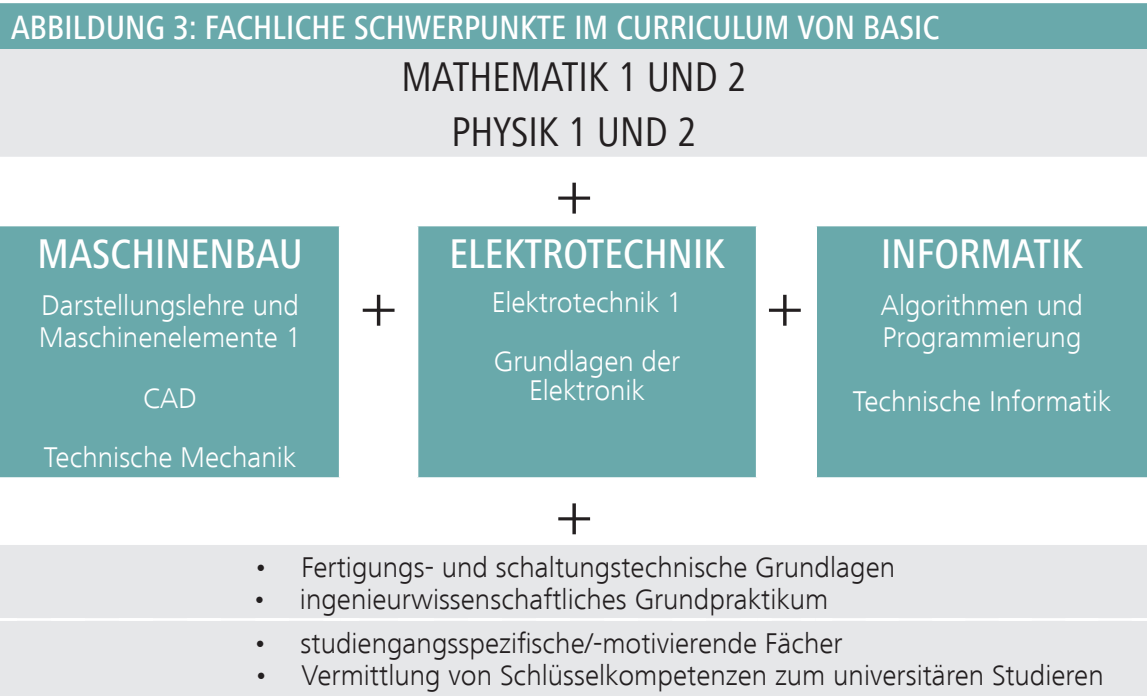 ABBILDUNG 3: FACHLICHE SCHWERPUNKTE IM CURRICULUM VON BASIC
MATHEMATIK 1 UND 2
PHYSIK 1 UND 2
+
MASCHINENBAU
Darstellungslehre und
Maschinenelemente 1
CAD
Technische Mechanik
+
ELEKTROTECHNIK
Elektrotechnik 1
Grundlagen der
Elektronik
+
INFORMATIK
Algorithmen und
Programmierung
Technische Informatik
+
• Fertigungs- und schaltungstechnische Grundlagen
• ingenieurwissenschaftliches Grundpraktikum
• studiengangsspezifische/-motivierende Fächer
• Vermittlung von Schlüsselkompetenzen zum universitären Studieren